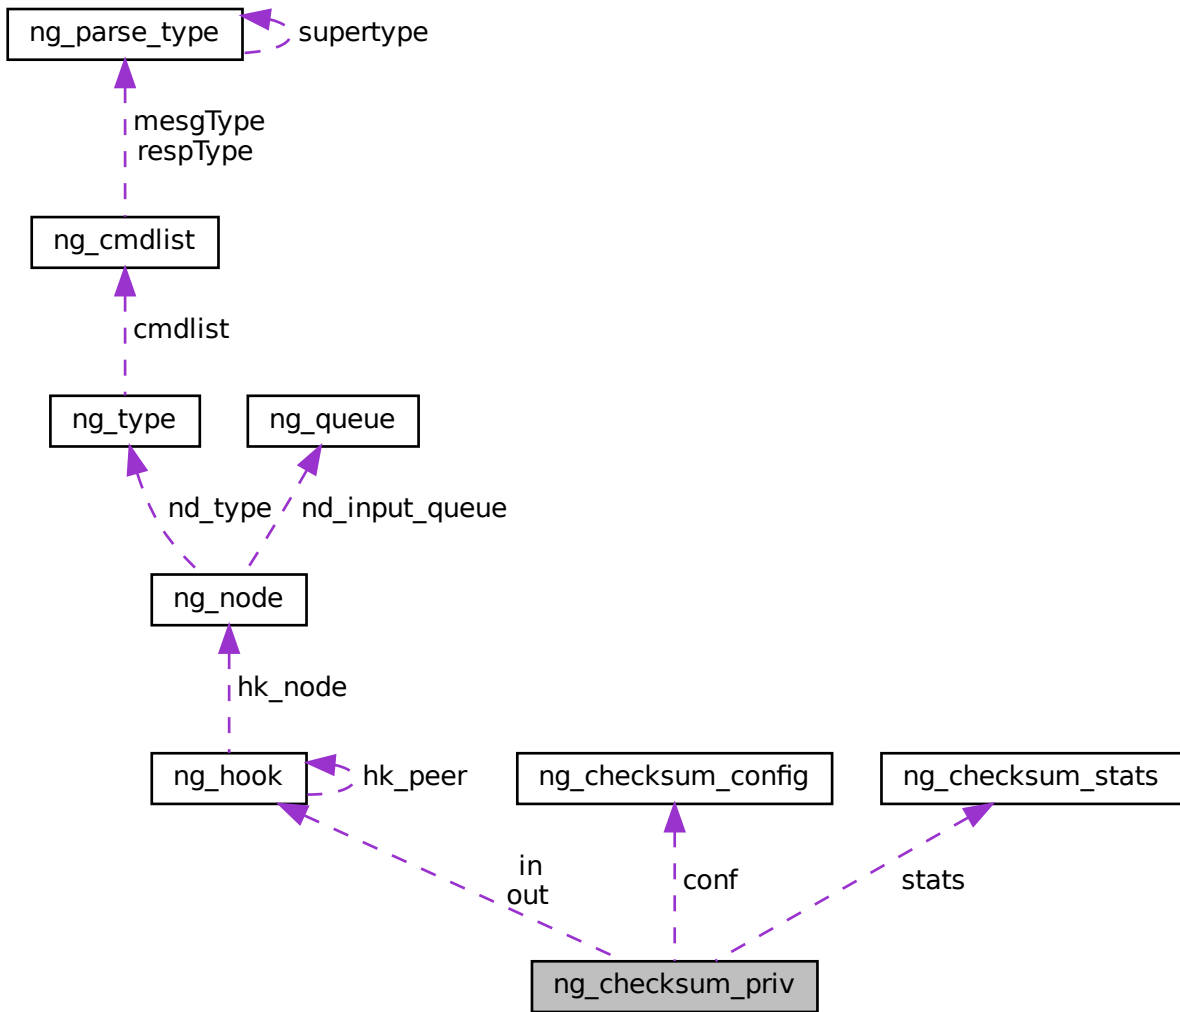 ng_parse_type
supertype
mesgType
respType
ng_cmdlist
cmdlist
ng_type
ng_queue
nd_type
nd_input_queue
ng_node
hk_node
ng_hook
hk_peer
ng_checksum_config
ng_checksum_stats
in
out
conf
stats
ng_checksum_priv